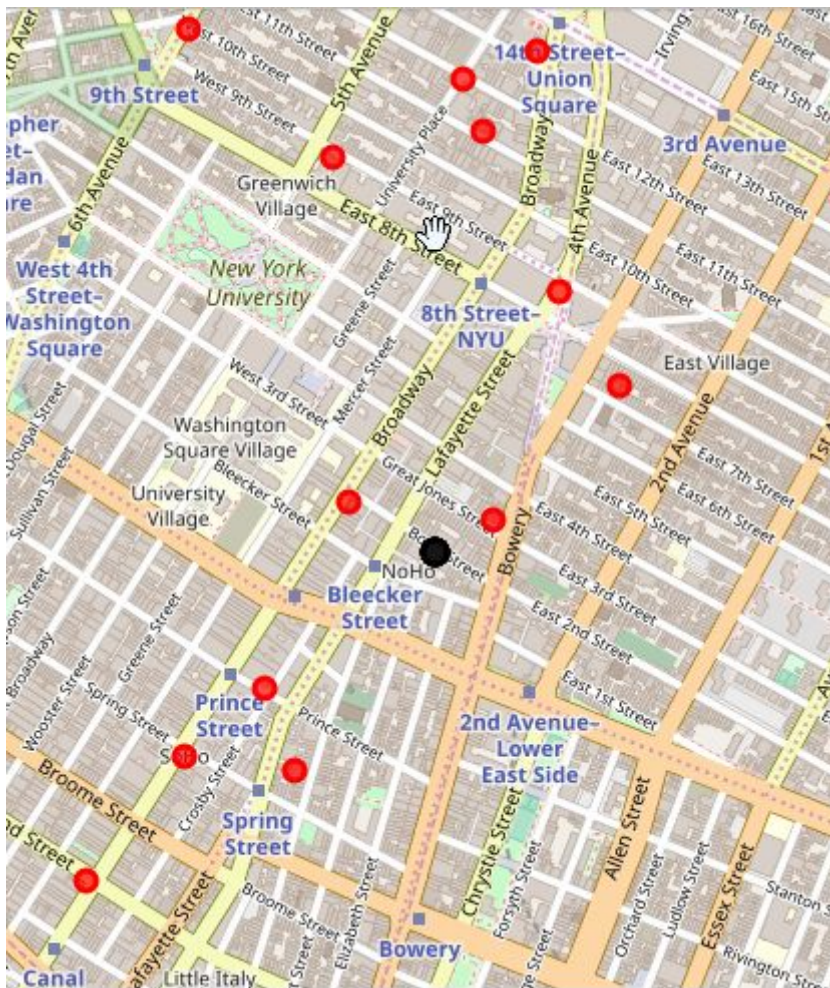 East 11th Street
East 16th Street
Irving
14th Street–
Union
Square
East 15th Street
West 10th Street
9th Street
5th Avenue
West 9th Street
University Place
3rd Avenue
East 13th Street
East 12th Street
Broadway
4th Avenue
6th Avenue
Greenwich
Village
East 9th Street
East 8th Street
East 11th Street
East 10th Street
West 4th
Street–
Washington
Square
New York
University
Greene Street
8th Street–
NYU
East Village
West 3rd Street
Mercer Street
Broadway
Lafayette Street
2nd Avenue
1st
Washington
Square Village
Bleecker Street
Great Jones Street
East 7th Street
East 6th Street
East 5th Street
East 4th Street
Sullivan Street
University
Village
Bowery
NoHo
Bleecker
Street
East 3rd Street
East 2nd Street
East 1st Street
Greene Street
Wooster Street
Spring Street
Prince
Street
Prince Street
2nd Avenue–
Lower
East Side
SoHo
Crosby Street
Broome Street
Spring
Street
Chrystie Street
Allen Street
Forsyth Street
Orchard Street
Ludlow Street
Essex Street
Stanton
Rivington Street
Broome Street
Elizabeth Street
Bowery
Canal
Little Italy